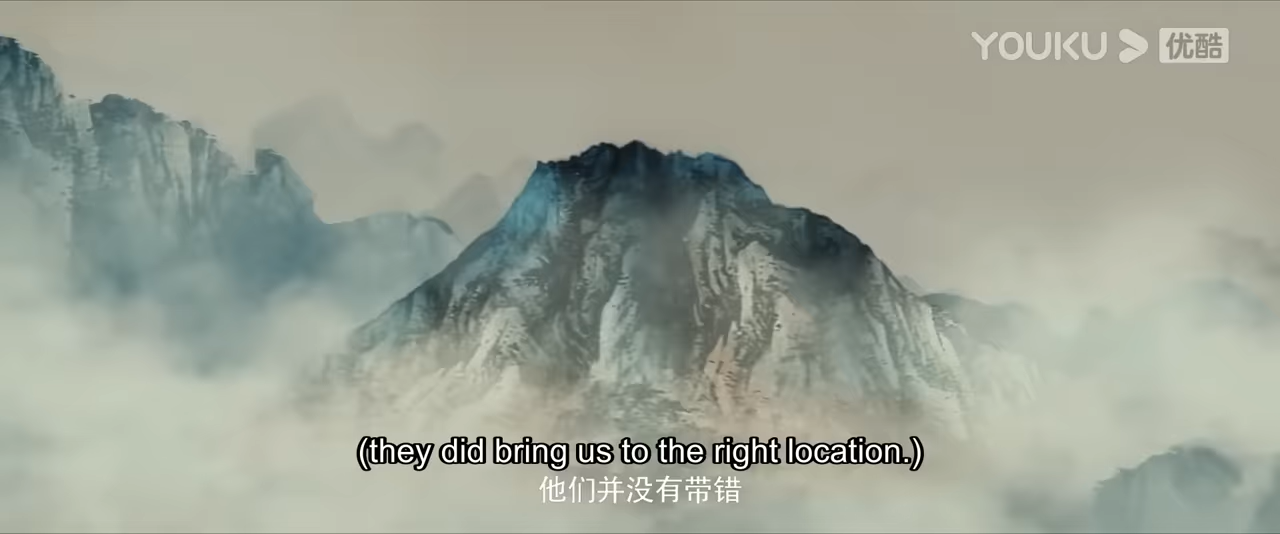 YOUKU 优酷
(they did bring us to the right location.)
他们并没有带错